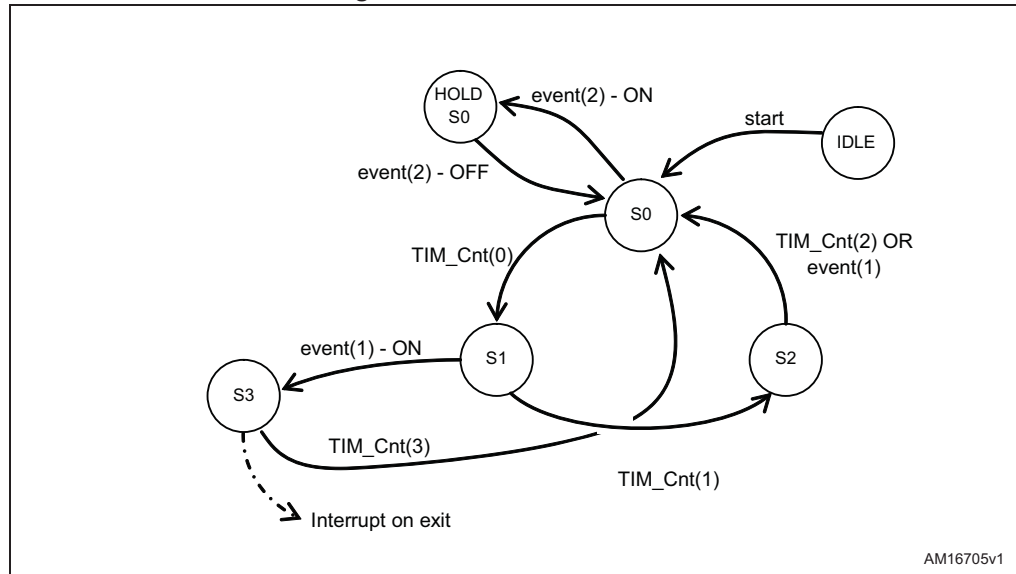 HOLD
S0
event(2) - ON
start
IDLE
event(2) - OFF
S0
TIM_Cnt(0)
TIM_Cnt(2) OR
event(1)
event(1) - ON
S1
S2
S3
TIM_Cnt(3)
TIM_Cnt(1)
Interrupt on exit
AM16705v1